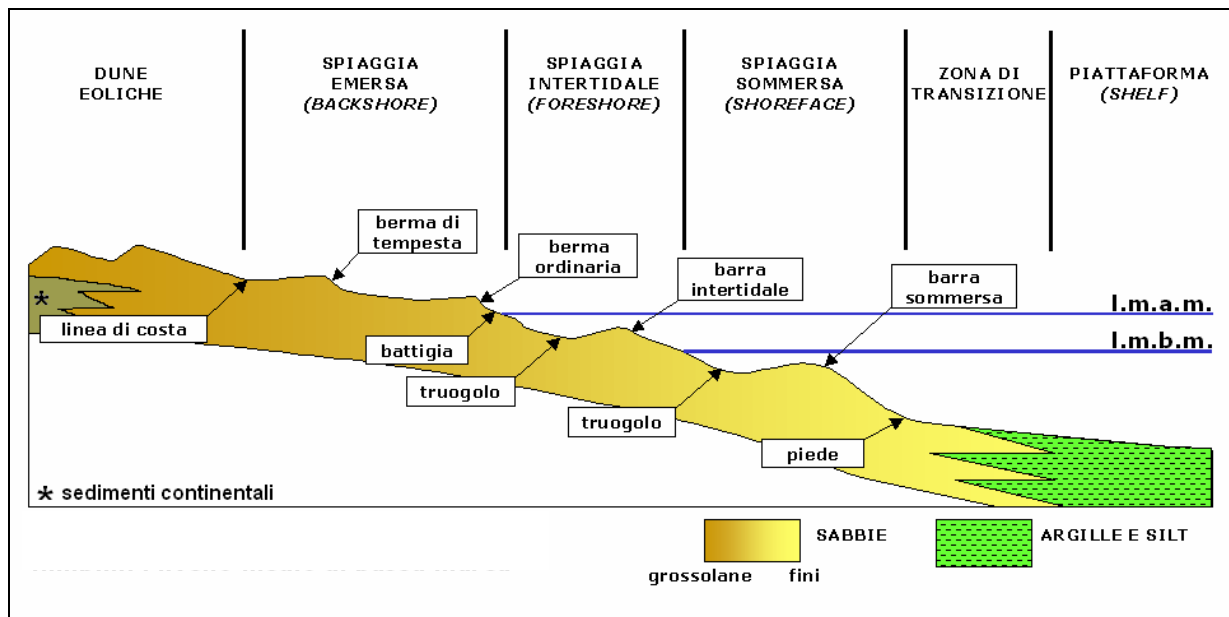 DUNE
EOLICHE
SPIAGGIA
EMERSA
(BACKSHORE)
SPIAGGIA
INTERTIDALE
(FORESHORE)
SPIAGGIA
SOMMERSA
(SHOREFACE)
ZONA DI
TRANSIZIONE
PIATTAFORMA
(SHELF)
berma di
tempesta
berma
ordinaria
barra
intertidale
barra
sommersa
l.m.a.m.
l.m.b.m.
*
linea di costa
battigia
truogolo
truogolo
piede
* sedimenti continentali
SABBIE
grossolane fini
ARGILLE E SILT